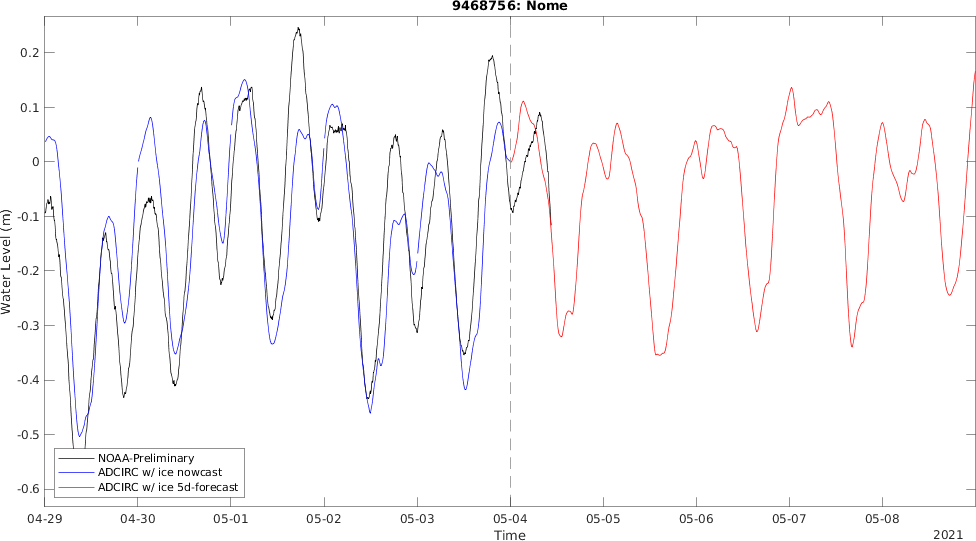 9468756: Nome
0.2
0.1
0
-0.1
-0.2
-0.3
-0.4
-0.5
-0.6
Water Level (m)
NOAA-Preliminary
ADCIRC w/ ice nowcast
ADCIRC w/ ice 5d-forecast
04-29 04-30 05-01 05-02 05-03 05-04 05-05 05-06 05-07 05-08
Time
2021